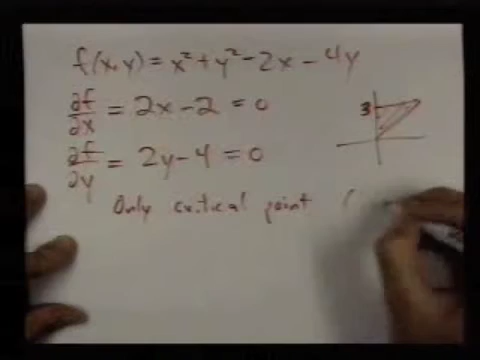 f(x,y) = x² + y² - 2x - 4y
∂f/∂x = 2x - 2 = 0
3
∂f/∂y = 2y - 4 = 0
Only critical point (